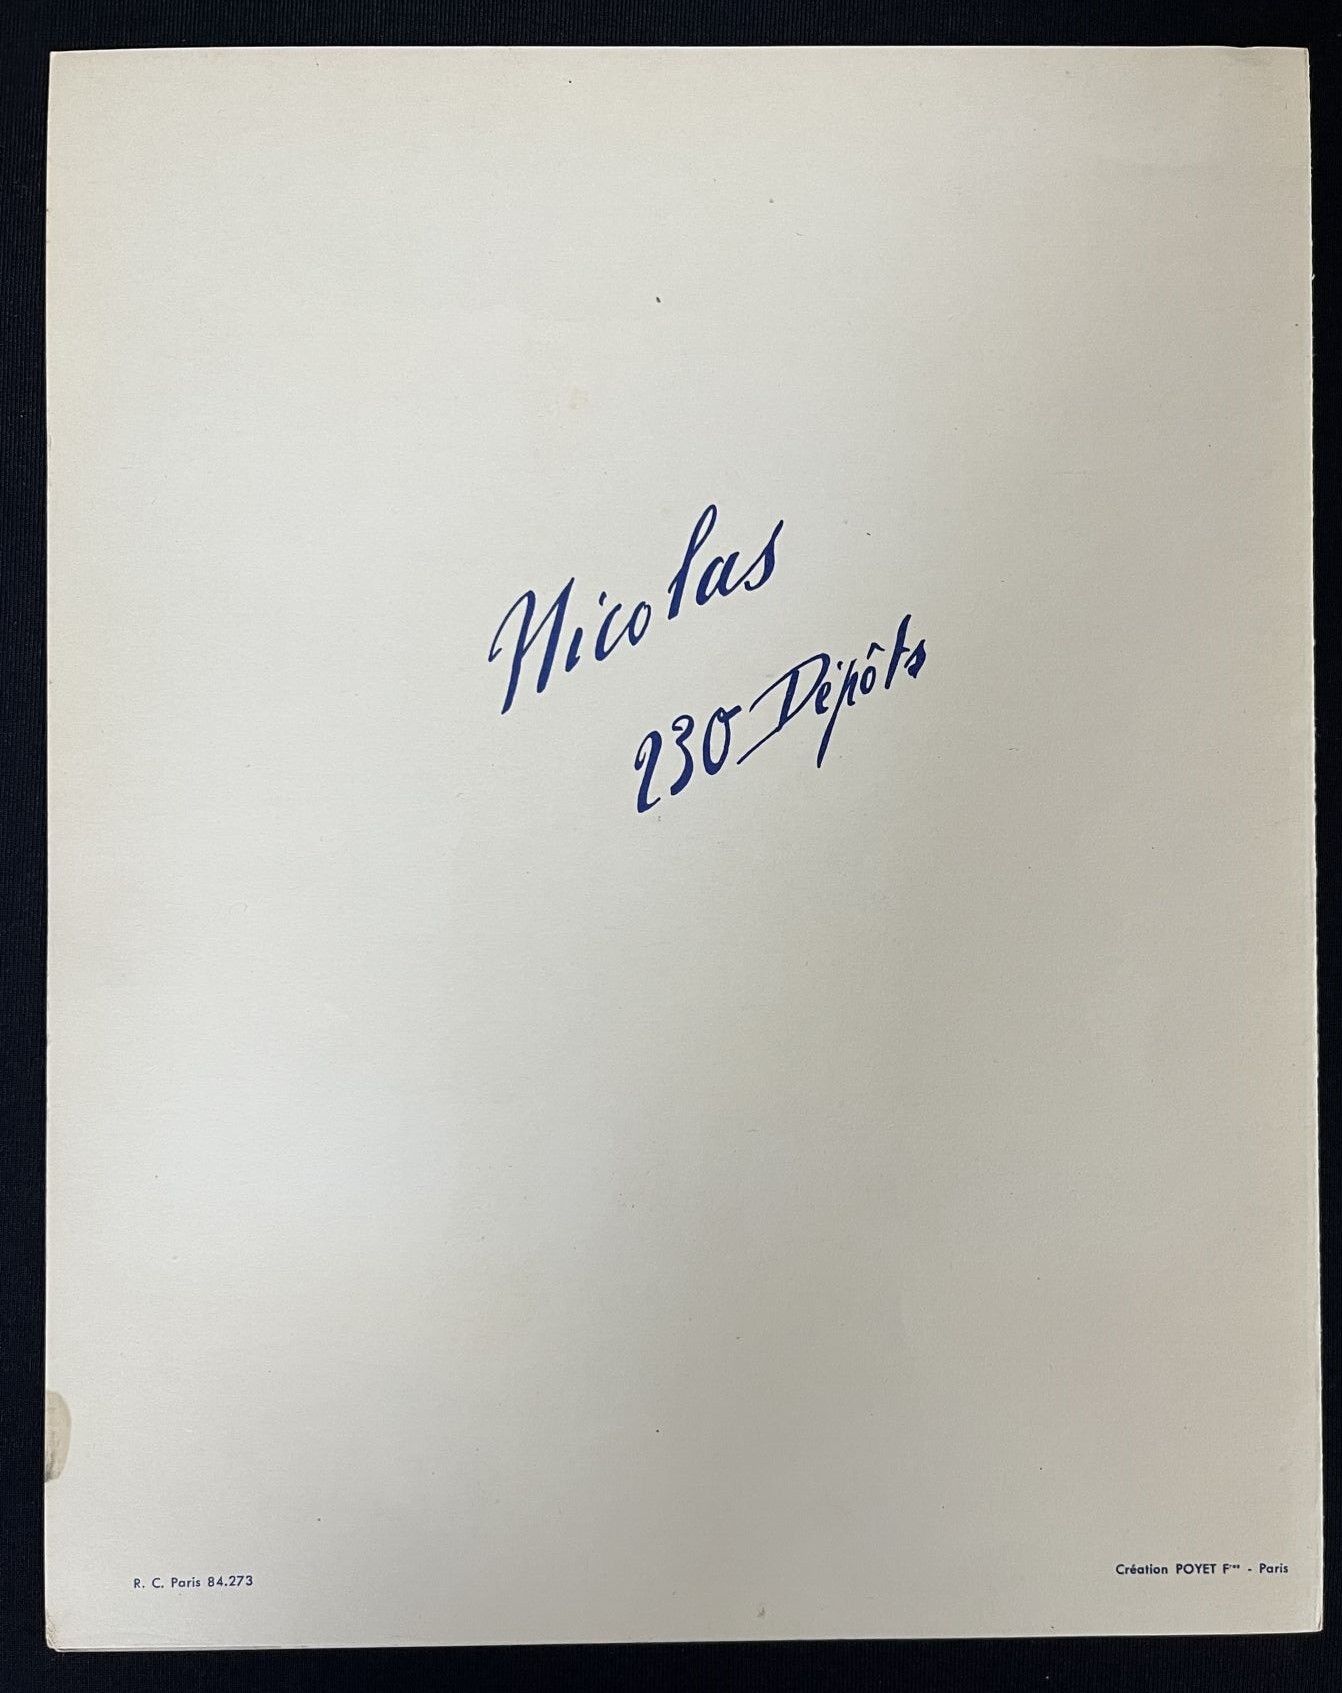 Nicolas
230 Dépôts
R. C. Paris 84.273
Création POYET Fres - Paris